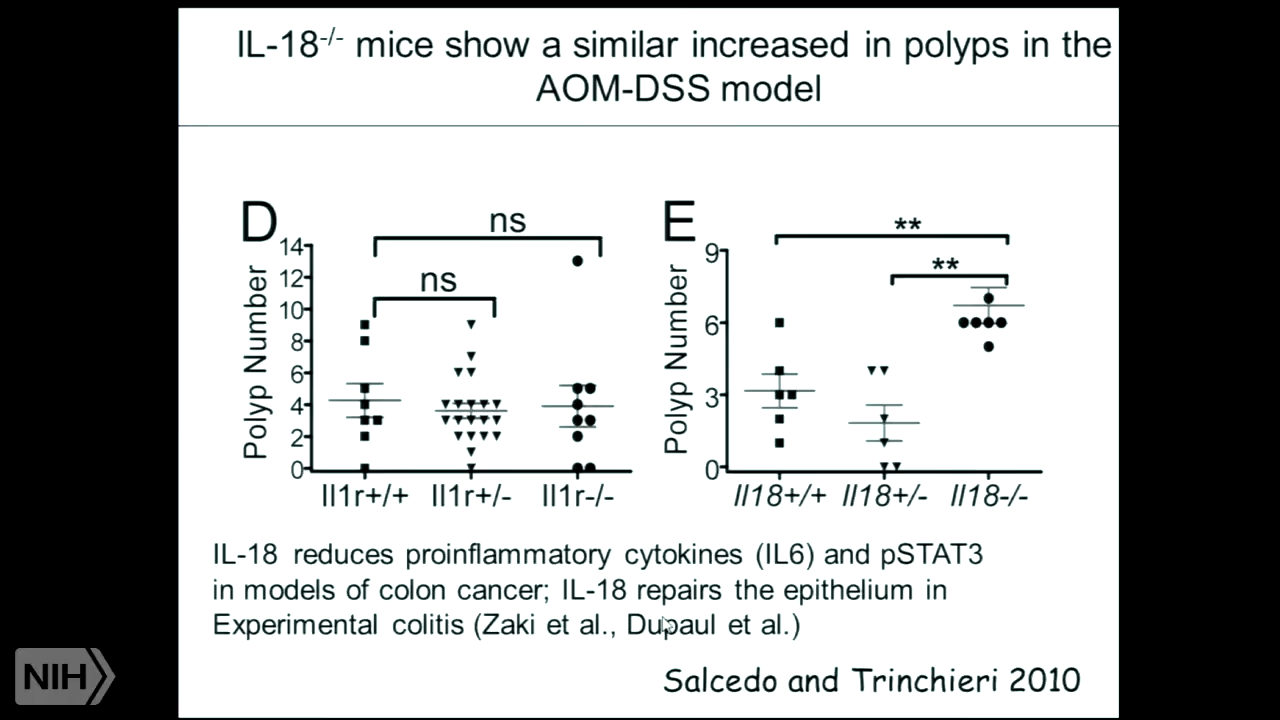 IL-18-/- mice show a similar increased in polyps in the
AOM-DSS model
D
ns
ns
Polyp Number
14
12
10
8
6
4
2
0
Il1r+/+ Il1r+/- Il1r-/-
E
**
**
Polyp Number
9
6
3
0
Il18+/+ Il18+/- Il18-/-
IL-18 reduces proinflammatory cytokines (IL6) and pSTAT3
in models of colon cancer; IL-18 repairs the epithelium in
Experimental colitis (Zaki et al., Dupaul et al.)
Salcedo and Trinchieri 2010
NIH